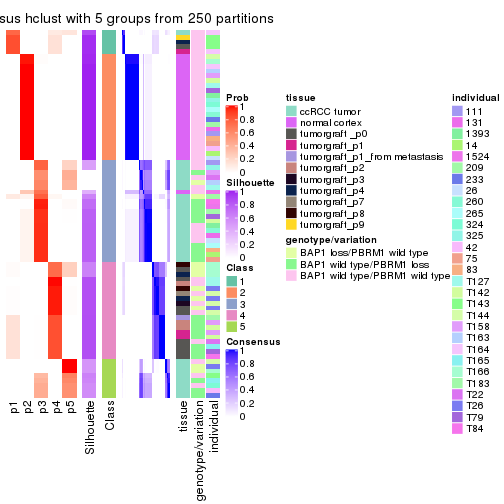 sus hclust with 5 groups from 250 partitions
Prob
1
0.8
0.6
0.4
0.2
0
Silhouette
1
0.8
0.6
0.4
0.2
0
Class
1
2
3
4
5
Consensus
1
0.8
0.6
0.4
0.2
0
p1
p2
p3
p4
p5
Silhouette
Class
tissue
genotype/variation
individual
tissue
ccRCC tumor
normal cortex
tumorgraft _p0
tumorgraft_p1
tumorgraft_p1_from metastasis
tumorgraft_p2
tumorgraft_p3
tumorgraft_p4
tumorgraft_p7
tumorgraft_p8
tumorgraft_p9
genotype/variation
BAP1 loss/PBRM1 wild type
BAP1 wild type/PBRM1 loss
BAP1 wild type/PBRM1 wild type
individual
111
131
1393
14
1524
209
233
26
260
265
324
325
42
75
83
T127
T142
T143
T144
T158
T163
T164
T165
T166
T183
T22
T26
T79
T84